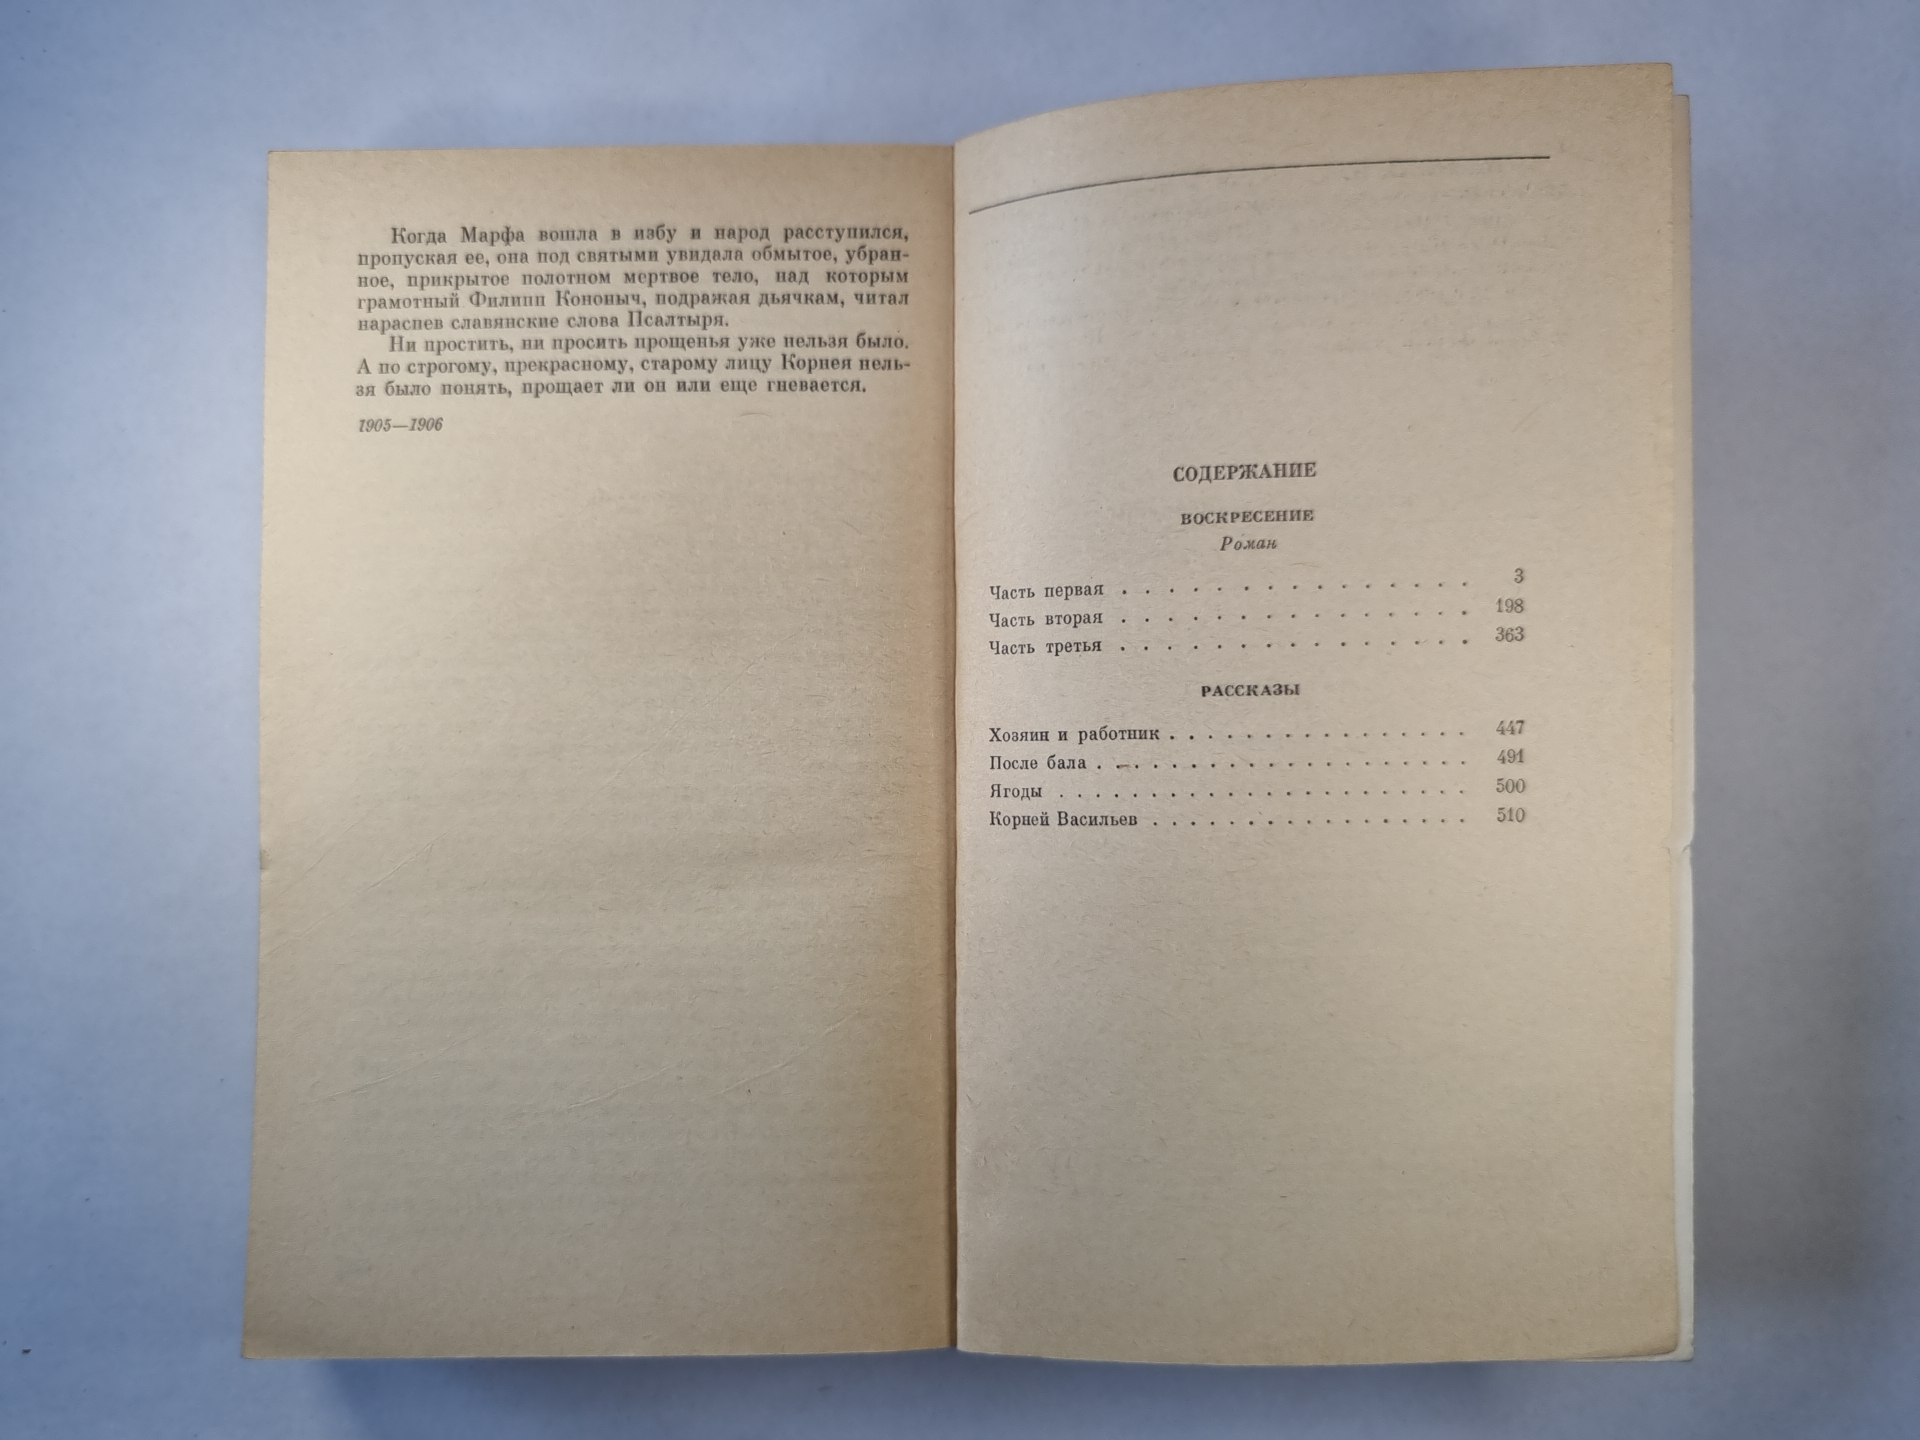 Когда Марфа вошла в избу и народ расступился,
пропуская ее, она под святыми увидала обмытое, убран-
ное, прикрытое полотном мертвое тело, над которым
грамотный Филипп Кононыч, подражая дьячкам, читал
нараспев славянские слова Псалтыря.
Ни простить, ни просить прощенья уже нельзя было.
А по строгому, прекрасному, старому лицу Корнея нель-
зя было понять, прощает ли он или еще гневается.
1905—1906
СОДЕРЖАНИЕ
ВОСКРЕСЕНИЕ
Роман
Часть первая . . . . . . . . . . . . . . . 3
Часть вторая . . . . . . . . . . . . . . . 198
Часть третья . . . . . . . . . . . . . . . 363
РАССКАЗЫ
Хозяин и работник . . . . . . . . . . . . . 447
После бала . . . . . . . . . . . . . . . . 491
Ягоды . . . . . . . . . . . . . . . . . . 500
Корней Васильев . . . . . . . . . . . . . . 510